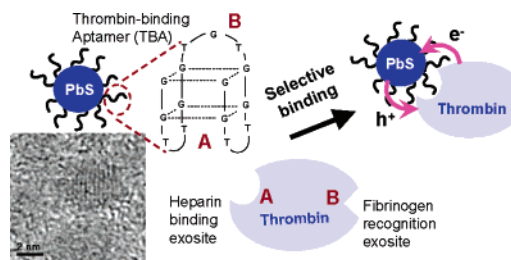 Thrombin-binding
Aptamer (TBA)
B
G
T T
G G
G G
G G
G G
A
T T T T
PbS
2 nm
Selective
binding
PbS
e-
h+
Thrombin
Heparin
binding
exosite
A B
Thrombin
Fibrinogen
recognition
exosite